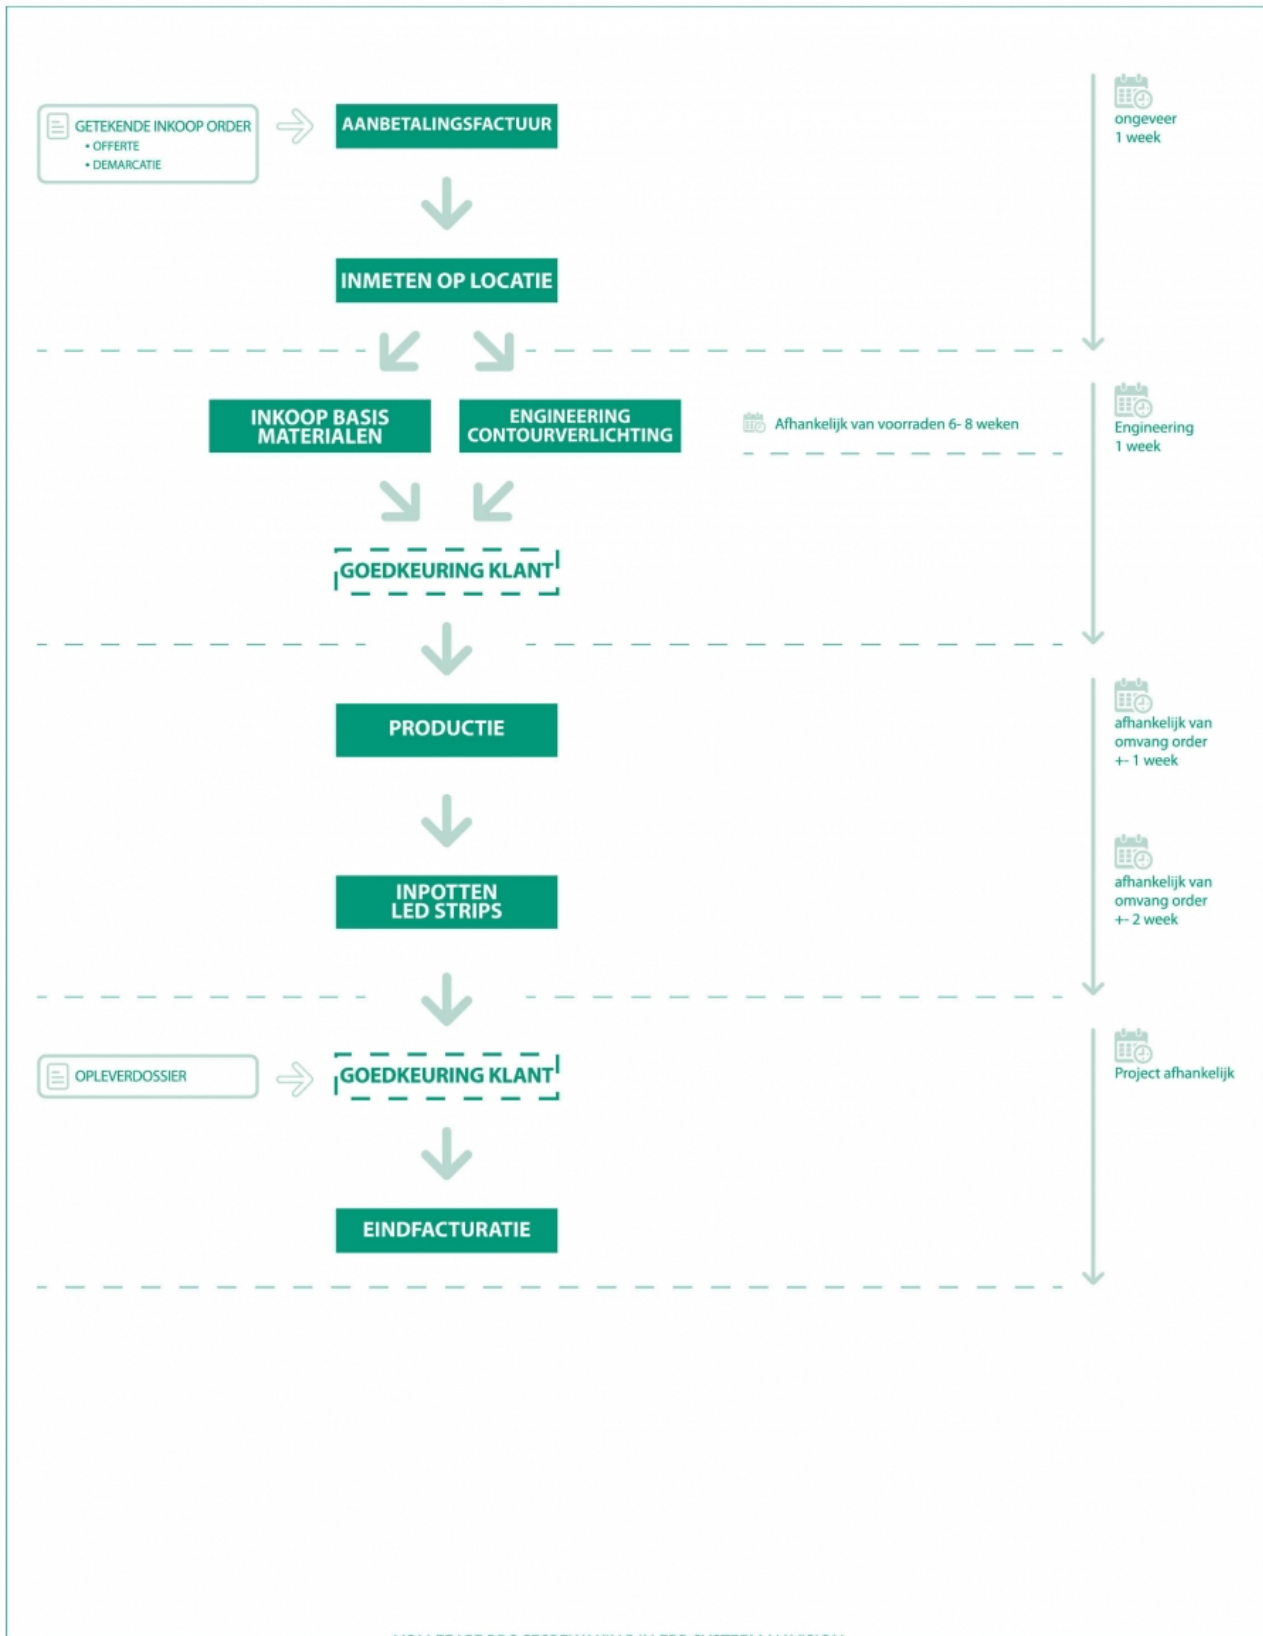 GETEKENDE INKOOP ORDER
• OFFERTE
• DEMARCATIE
AANBETALINGSFACTUUR
ongeveer
1 week
INMETEN OP LOCATIE
INKOOP BASIS
MATERIALEN
ENGINEERING
CONTOURVERLICHTING
Afhankelijk van voorraden 6- 8 weken
Engineering
1 week
GOEDKEURING KLANT
PRODUCTIE
afhankelijk van
omvang order
+- 1 week
INPOTTEN
LED STRIPS
afhankelijk van
omvang order
+- 2 week
OPLEVERDOSSIER
GOEDKEURING KLANT
Project afhankelijk
EINDFACTURATIE